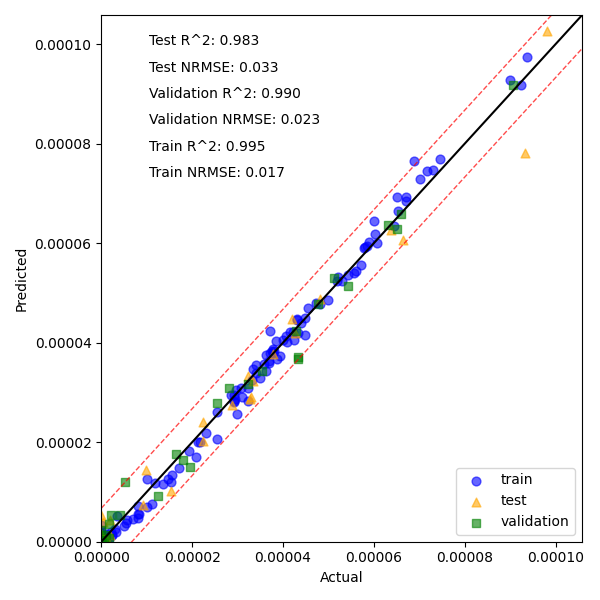 Test R^2: 0.983
Test NRMSE: 0.033
Validation R^2: 0.990
Validation NRMSE: 0.023
Train R^2: 0.995
Train NRMSE: 0.017
0.00010
0.00008
0.00006
0.00004
0.00002
0.00000
Predicted
train
test
validation
0.00000 0.00002 0.00004 0.00006 0.00008 0.00010
Actual